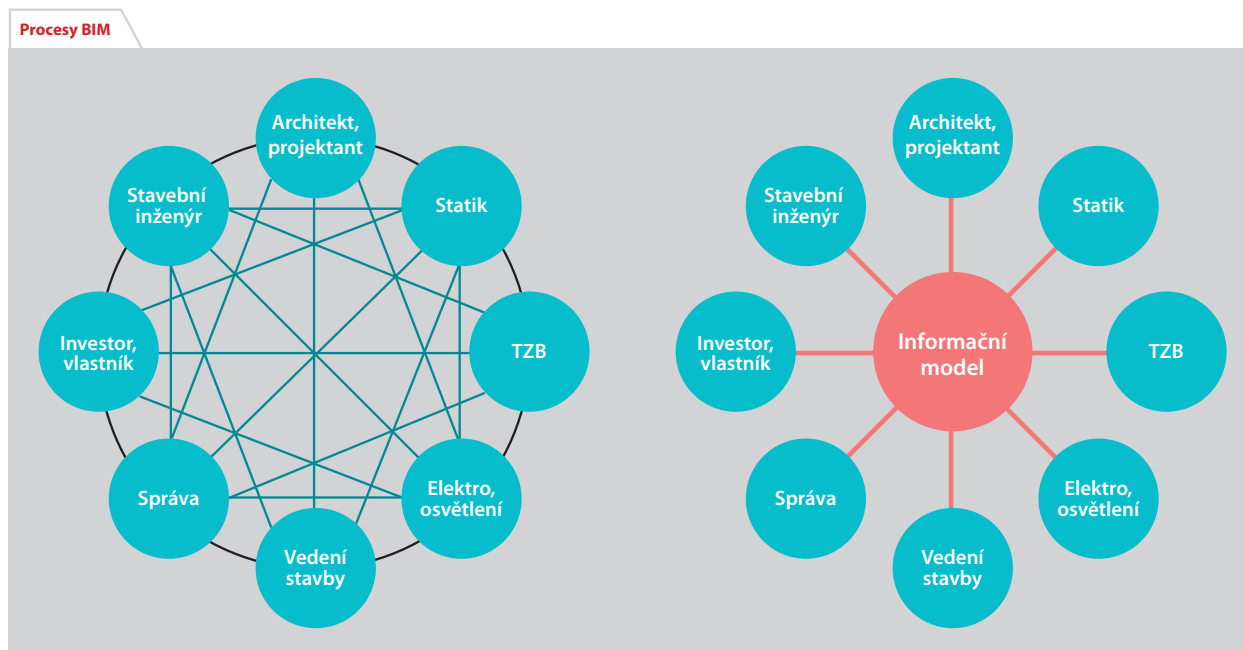 Procesy BIM
Architekt,
projektant
Statik
TZB
Elektro,
osvětlení
Vedení
stavby
Správa
Investor,
vlastník
Stavební
inženýr
Architekt,
projektant
Statik
TZB
Elektro,
osvětlení
Vedení
stavby
Správa
Investor,
vlastník
Stavební
inženýr
Informační
model